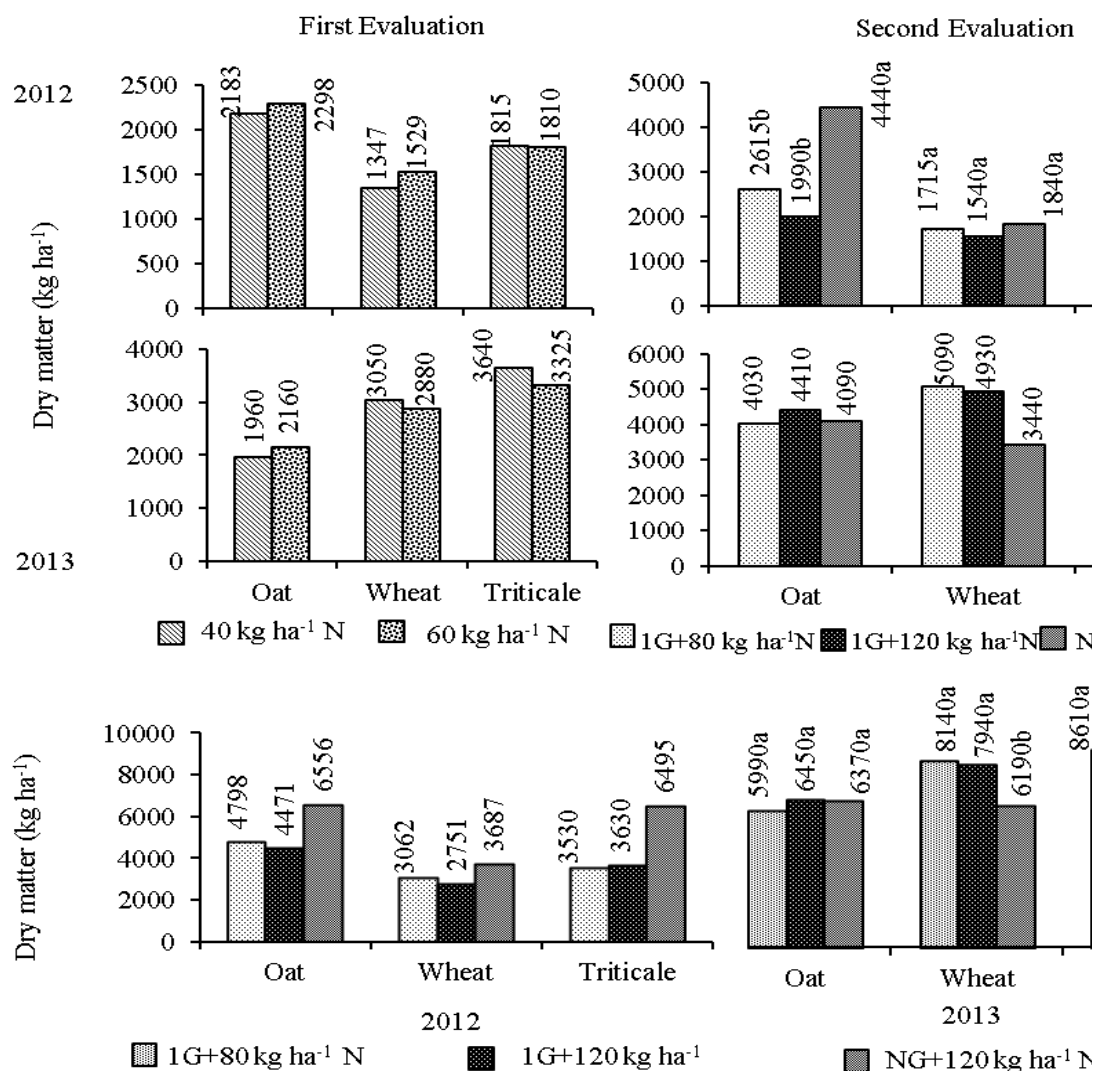 First Evaluation
Second Evaluation
2012
Dry matter (kg ha⁻¹)
2013
2500
2000
1500
1000
500
0
2183
2298
1347
1529
1815
1810
5000
4000
3000
2000
1000
0
2615b
1990b
4440a
1715a
1540a
1840a
4000
3000
2000
1000
0
1960
2160
3050
2880
3640
3325
Oat Wheat Triticale
6000
5000
4000
3000
2000
1000
0
4030
4410
4090
5090
4930
3440
Oat Wheat
40 kg ha⁻¹ N 60 kg ha⁻¹ N
1G+80 kg ha⁻¹N 1G+120 kg ha⁻¹N N
Dry matter (kg ha⁻¹)
10000
8000
6000
4000
2000
0
4798
4471
6556
3062
2751
3687
3530
3630
6495
Oat Wheat Triticale
2012
5990a
6450a
6370a
8140a
7940a
6190b
8610a
Oat Wheat
2013
1G+80 kg ha⁻¹ N 1G+120 kg ha⁻¹ NG+120 kg ha⁻¹ N